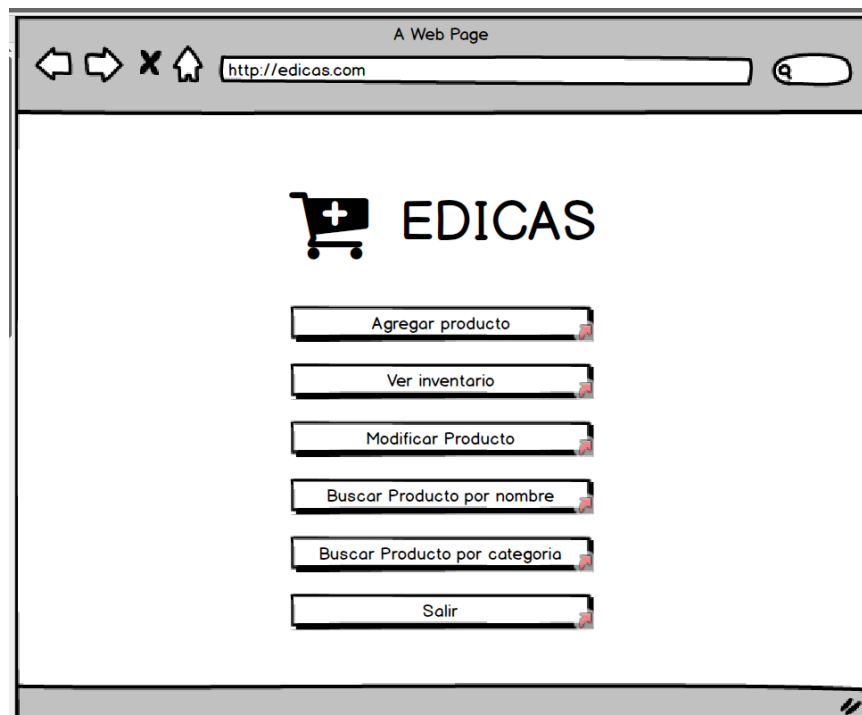 A Web Page
http://edicas.com
EDICAS
Agregar producto
Ver inventario
Modificar Producto
Buscar Producto por nombre
Buscar Producto por categoria
Salir